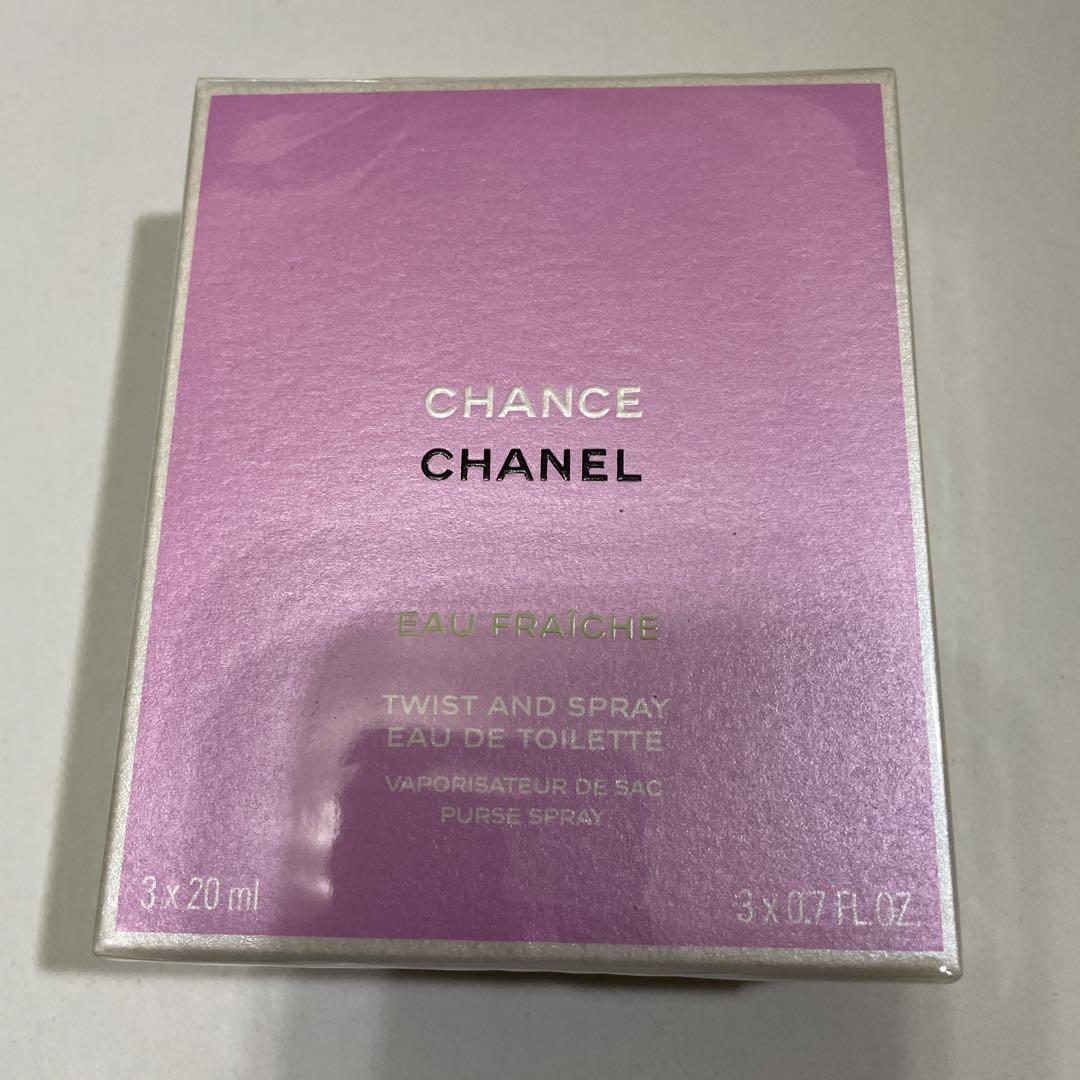 CHANCE
CHANEL
EAU FRAÎCHE
TWIST AND SPRAY
EAU DE TOILETTE
VAPORISATEUR DE SAC
PURSE SPRAY
3 x 20 ml
3 x 0.7 FL.OZ.